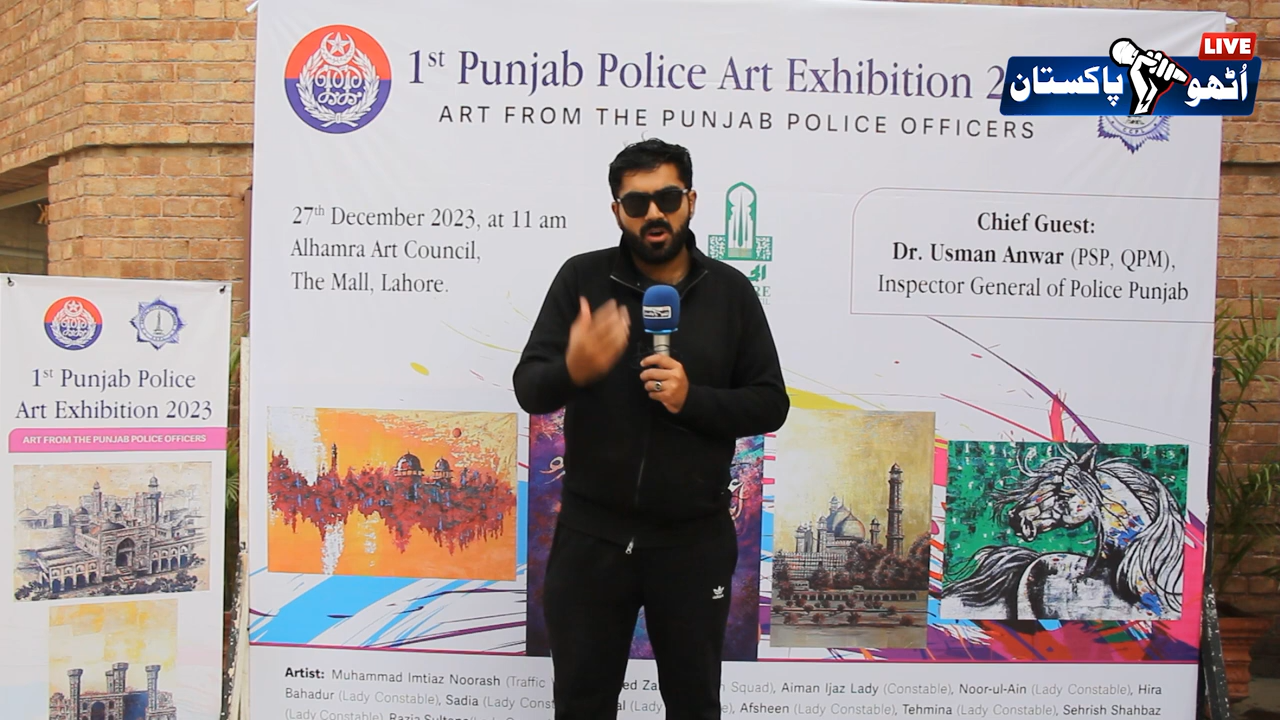 1st Punjab Police Art Exhibition 2
ART FROM THE PUNJAB POLICE OFFICERS
LIVE
اُٹھو پاکستان
27th December 2023, at 11 am
Alhamra Art Council,
The Mall, Lahore.
Chief Guest:
Dr. Usman Anwar (PSP, QPM),
Inspector General of Police Punjab
1st Punjab Police
Art Exhibition 2023
ART FROM THE PUNJAB POLICE OFFICERS
Artist: Muhammad Imtiaz Noorash (Traffic Squad), Aiman Ijaz Lady (Constable), Noor-ul-Ain (Lady Constable), Hira
Bahadur (Lady Constable), Sadia (Lady (Lady Constable), Afsheen (Lady Constable), Tehmina (Lady Constable), Sehrish Shahbaz